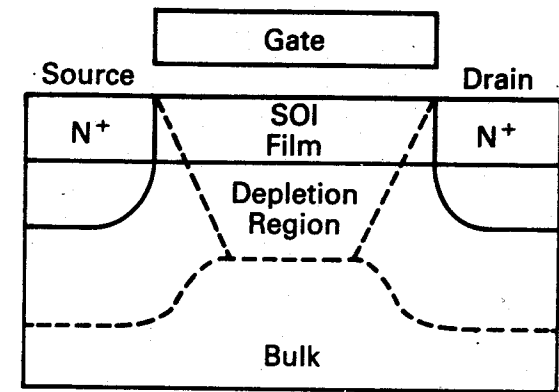 Gate
Source
Drain
N+
SOI
Film
N+
Depletion
Region
Bulk